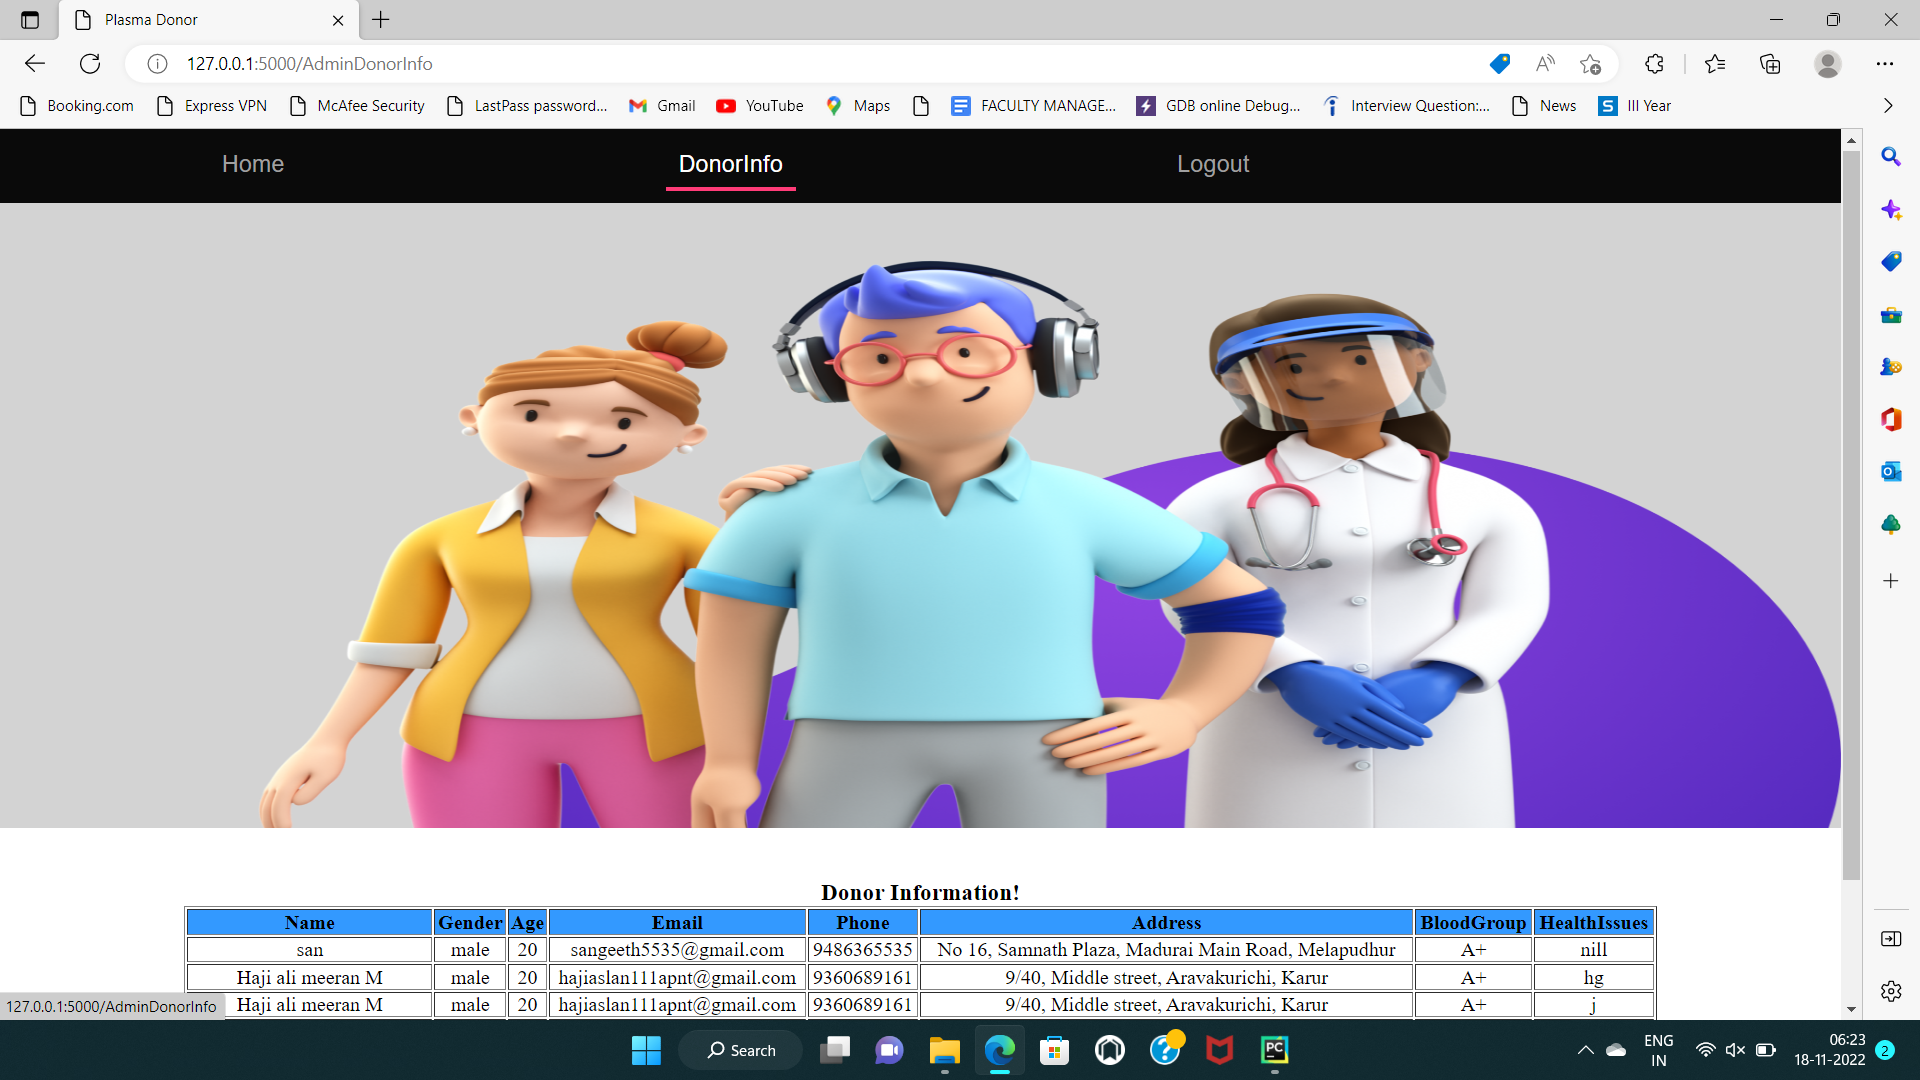 Plasma Donor
127.0.0.1:5000/AdminDonorInfo
Booking.com Express VPN McAfee Security LastPass password... Gmail YouTube Maps FACULTY MANAGE... GDB online Debug... Interview Question:... News III Year
Home DonorInfo Logout
Donor Information!
Name Gender Age Email Phone Address BloodGroup HealthIssues
san male 20 sangeeth5535@gmail.com 9486365535 No 16, Samnath Plaza, Madurai Main Road, Melapudhur A+ nill
Haji ali meeran M male 20 hajiaslan111apnt@gmail.com 9360689161 9/40, Middle street, Aravakurichi, Karur A+ hg
Haji ali meeran M male 20 hajiaslan111apnt@gmail.com 9360689161 9/40, Middle street, Aravakurichi, Karur A+ j
127.0.0.1:5000/AdminDonorInfo
Search
ENG
IN
06:23
18-11-2022
2